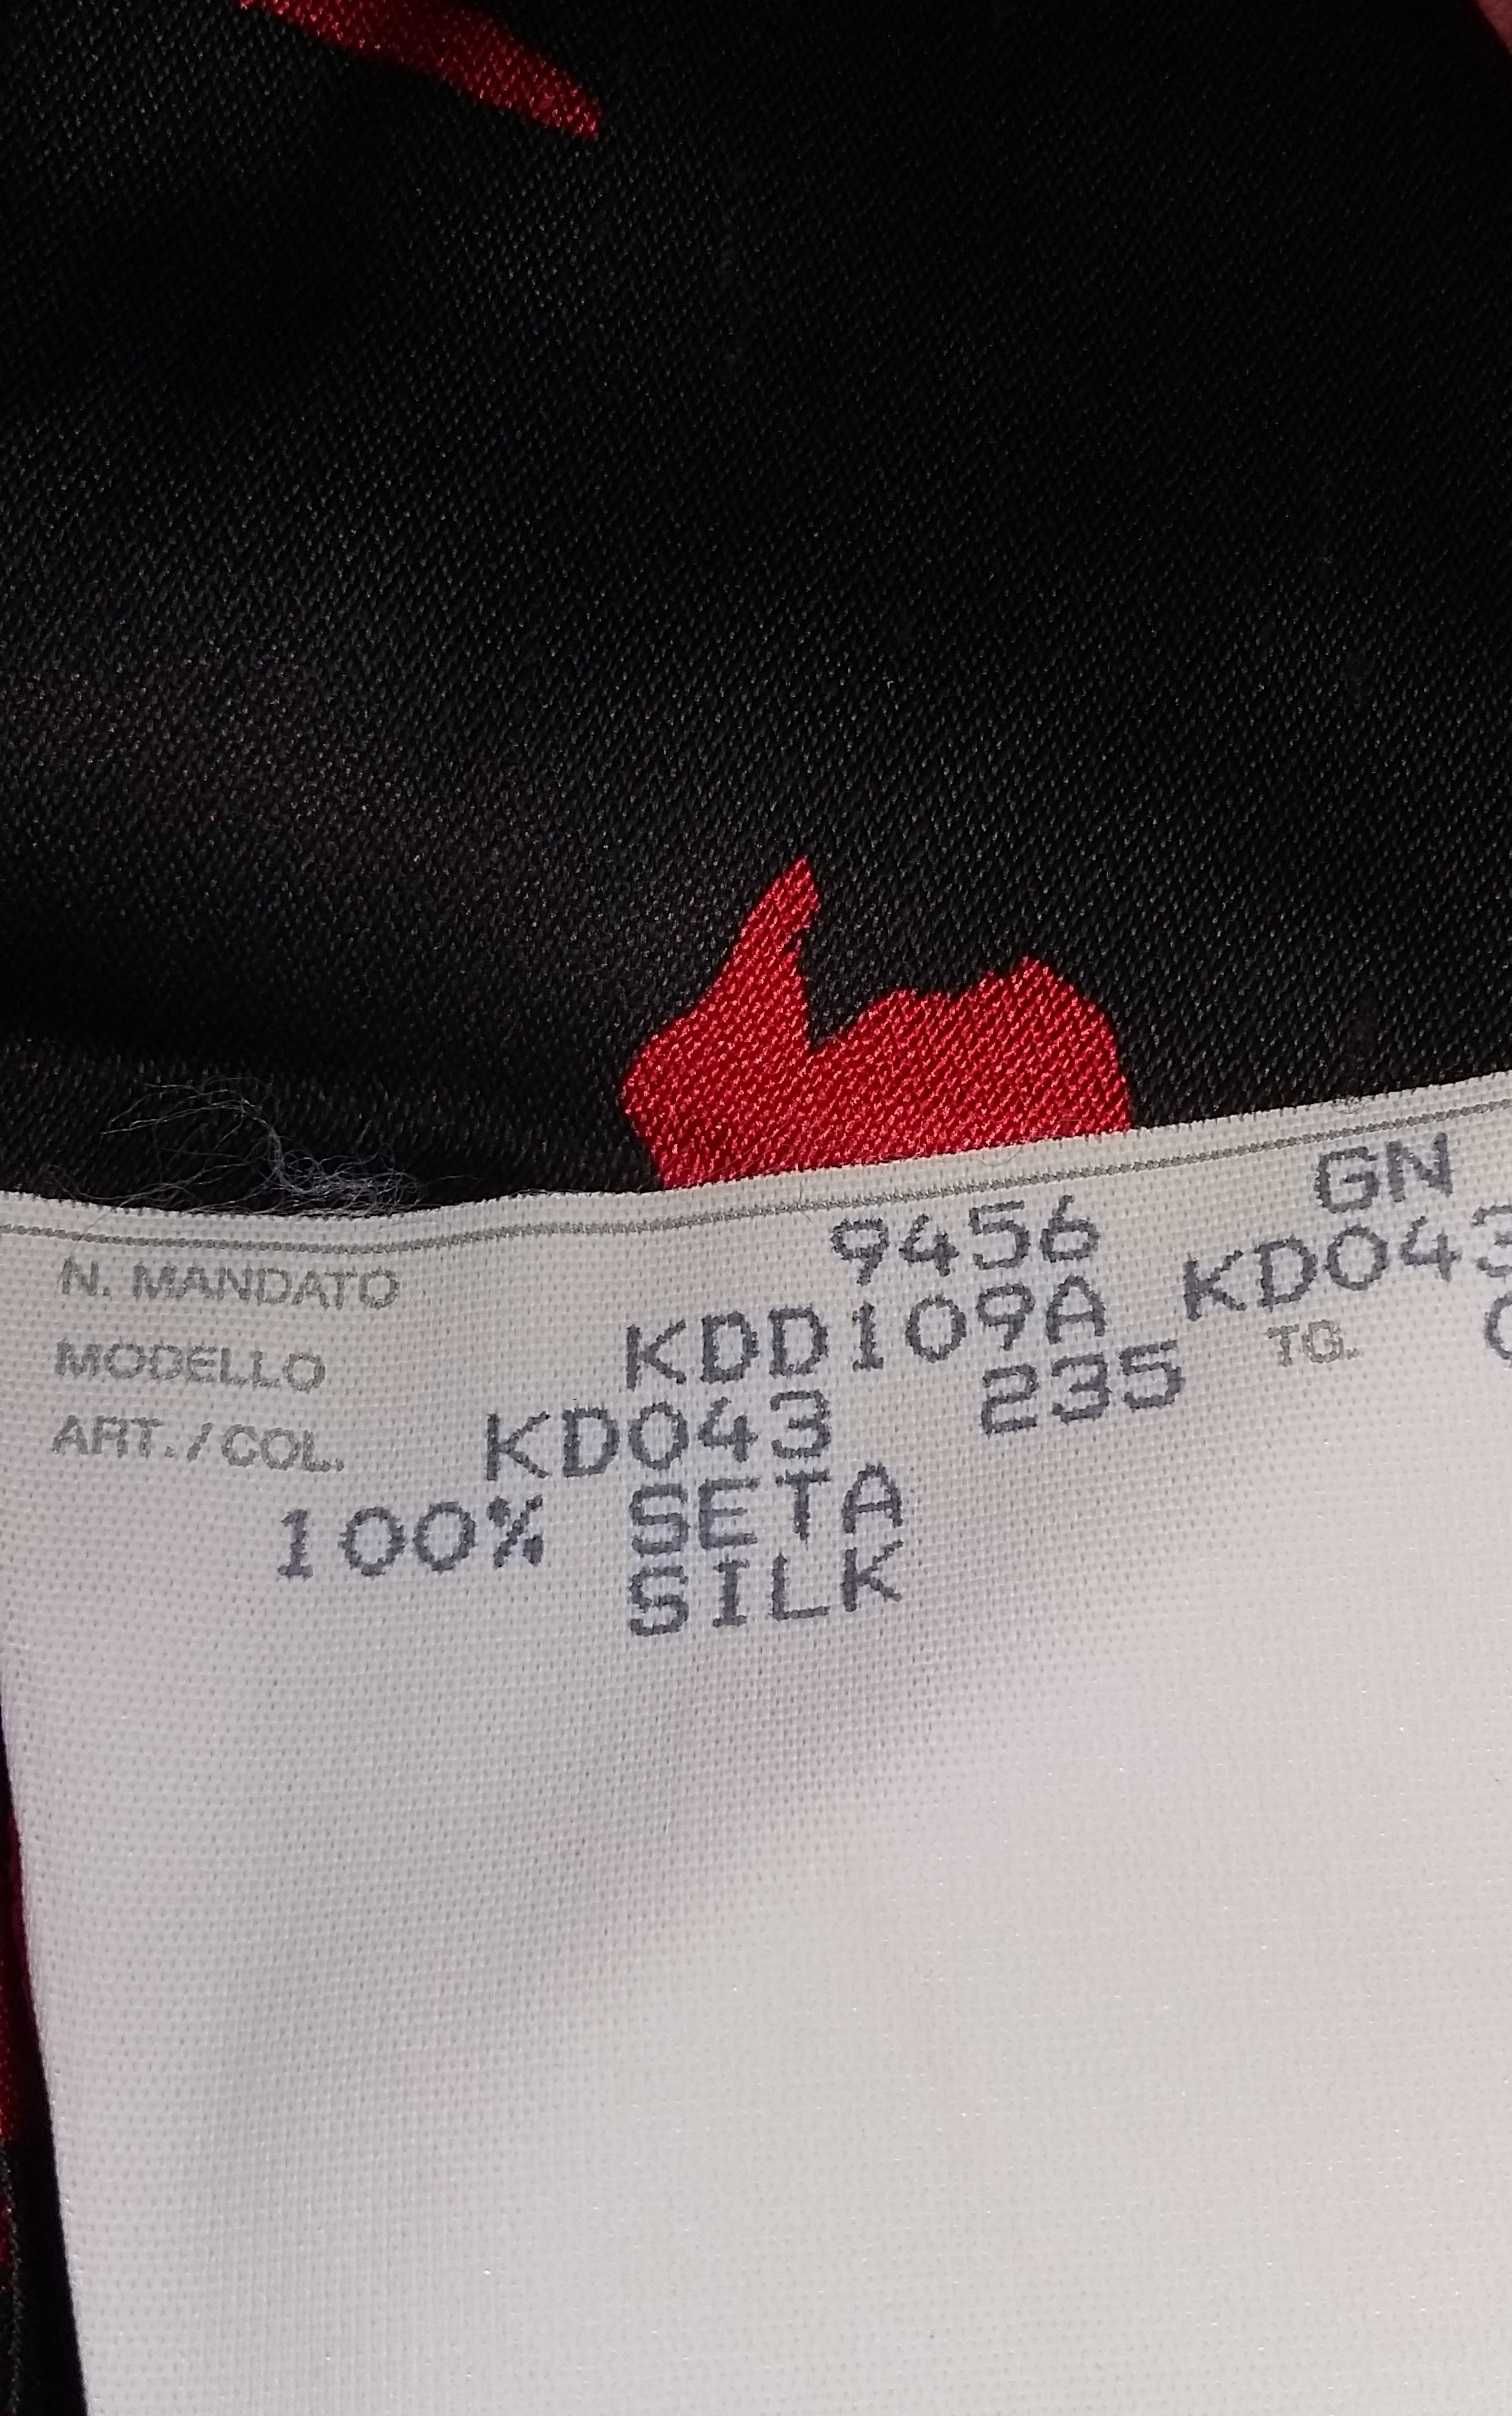 N. MANDATO 9456 GN
MODELLO KDD109A KD043
ART./COL. KD043 235 TG.
100% SETA
SILK